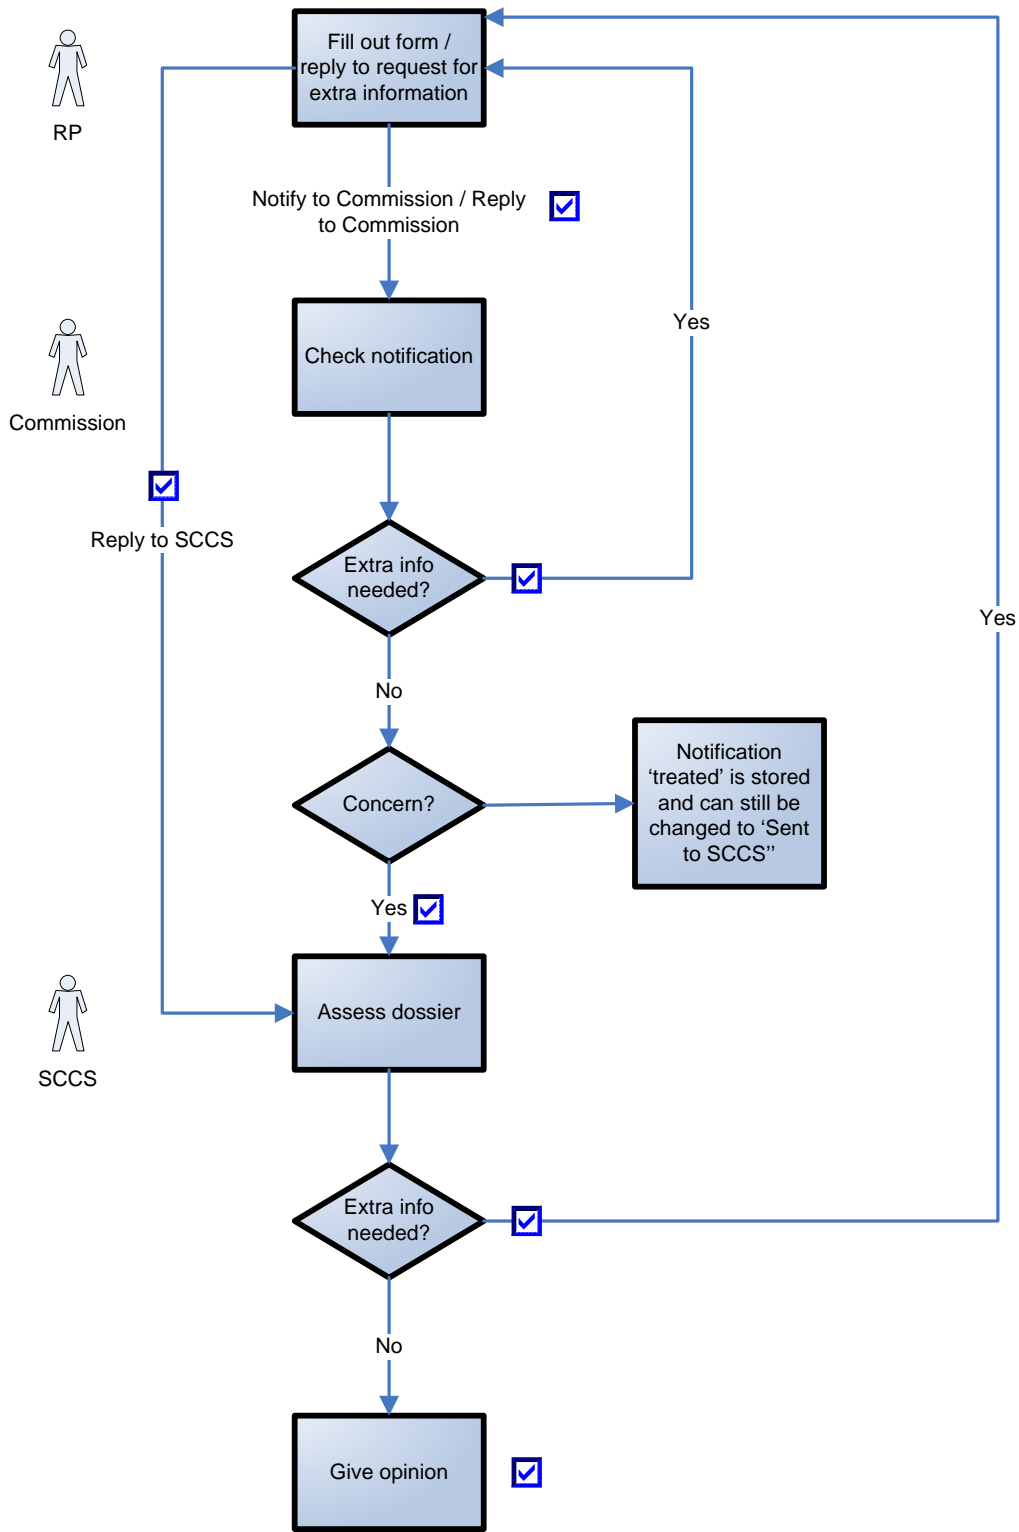 Fill out form /
reply to request for
extra information
RP
Notify to Commission / Reply
to Commission
Yes
Check notification
Commission
Reply to SCCS
Extra info
needed?
Yes
No
Notification
‘treated’ is stored
and can still be
changed to ‘Sent
to SCCS’’
Concern?
Yes
Assess dossier
SCCS
Extra info
needed?
No
Give opinion